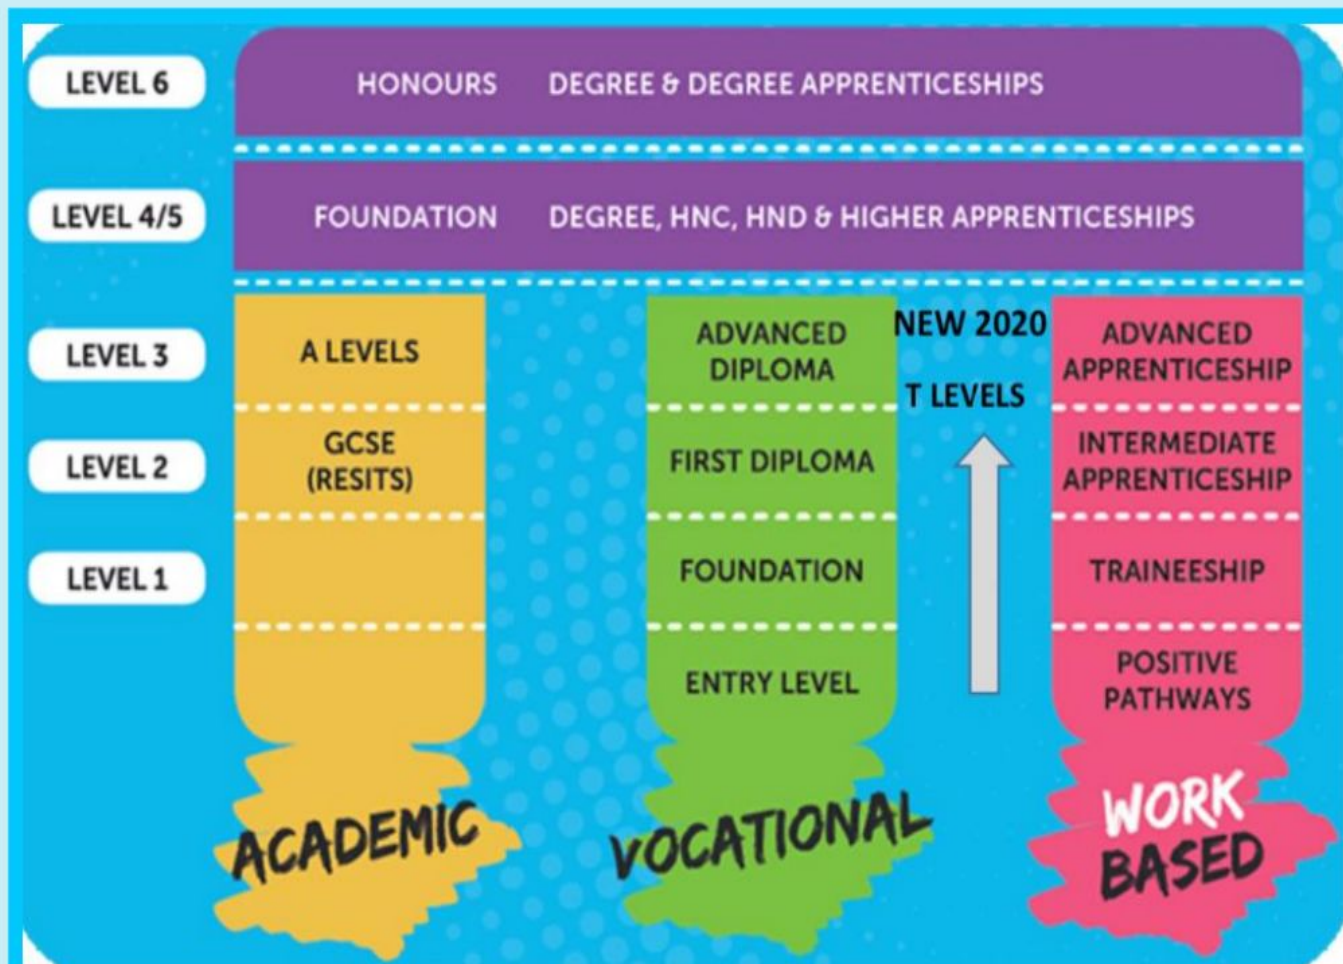 LEVEL 6
HONOURS DEGREE & DEGREE APPRENTICESHIPS
LEVEL 4/5
FOUNDATION DEGREE, HNC, HND & HIGHER APPRENTICESHIPS
LEVEL 3
A LEVELS
ADVANCED
DIPLOMA
NEW 2020
T LEVELS
ADVANCED
APPRENTICESHIP
LEVEL 2
GCSE
(RESITS)
FIRST DIPLOMA
INTERMEDIATE
APPRENTICESHIP
LEVEL 1
FOUNDATION
TRAINEESHIP
ENTRY LEVEL
POSITIVE
PATHWAYS
ACADEMIC
VOCATIONAL
WORK
BASED